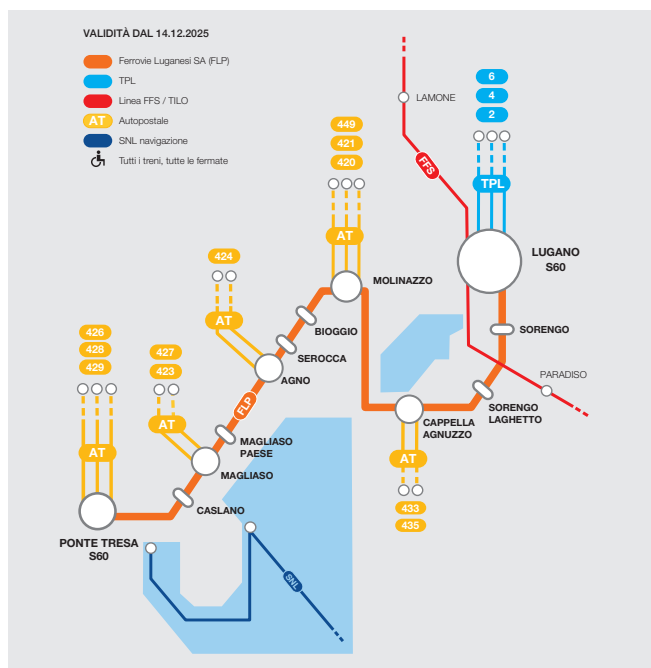 VALIDITÀ DAL 14.12.2025
Ferrovie Luganesi SA (FLP)
TPL
Linea FFS / TILO
AT
Autopostale
SNL navigazione
Tutti i treni, tutte le fermate
449
421
420
AT
MOLINAZZO
LAMONE
FFS
6
4
2
TPL
LUGANO
S60
424
AT
BIOGGIO
SEROCCA
AGNO
SORENGO
PARADISO
SORENGO
LAGHETTO
CAPPELLA
AGNUZZO
AT
433
435
426
428
429
AT
427
423
AT
FLP
MAGLIASO
PAESE
MAGLIASO
CASLANO
PONTE TRESA
S60
SNL